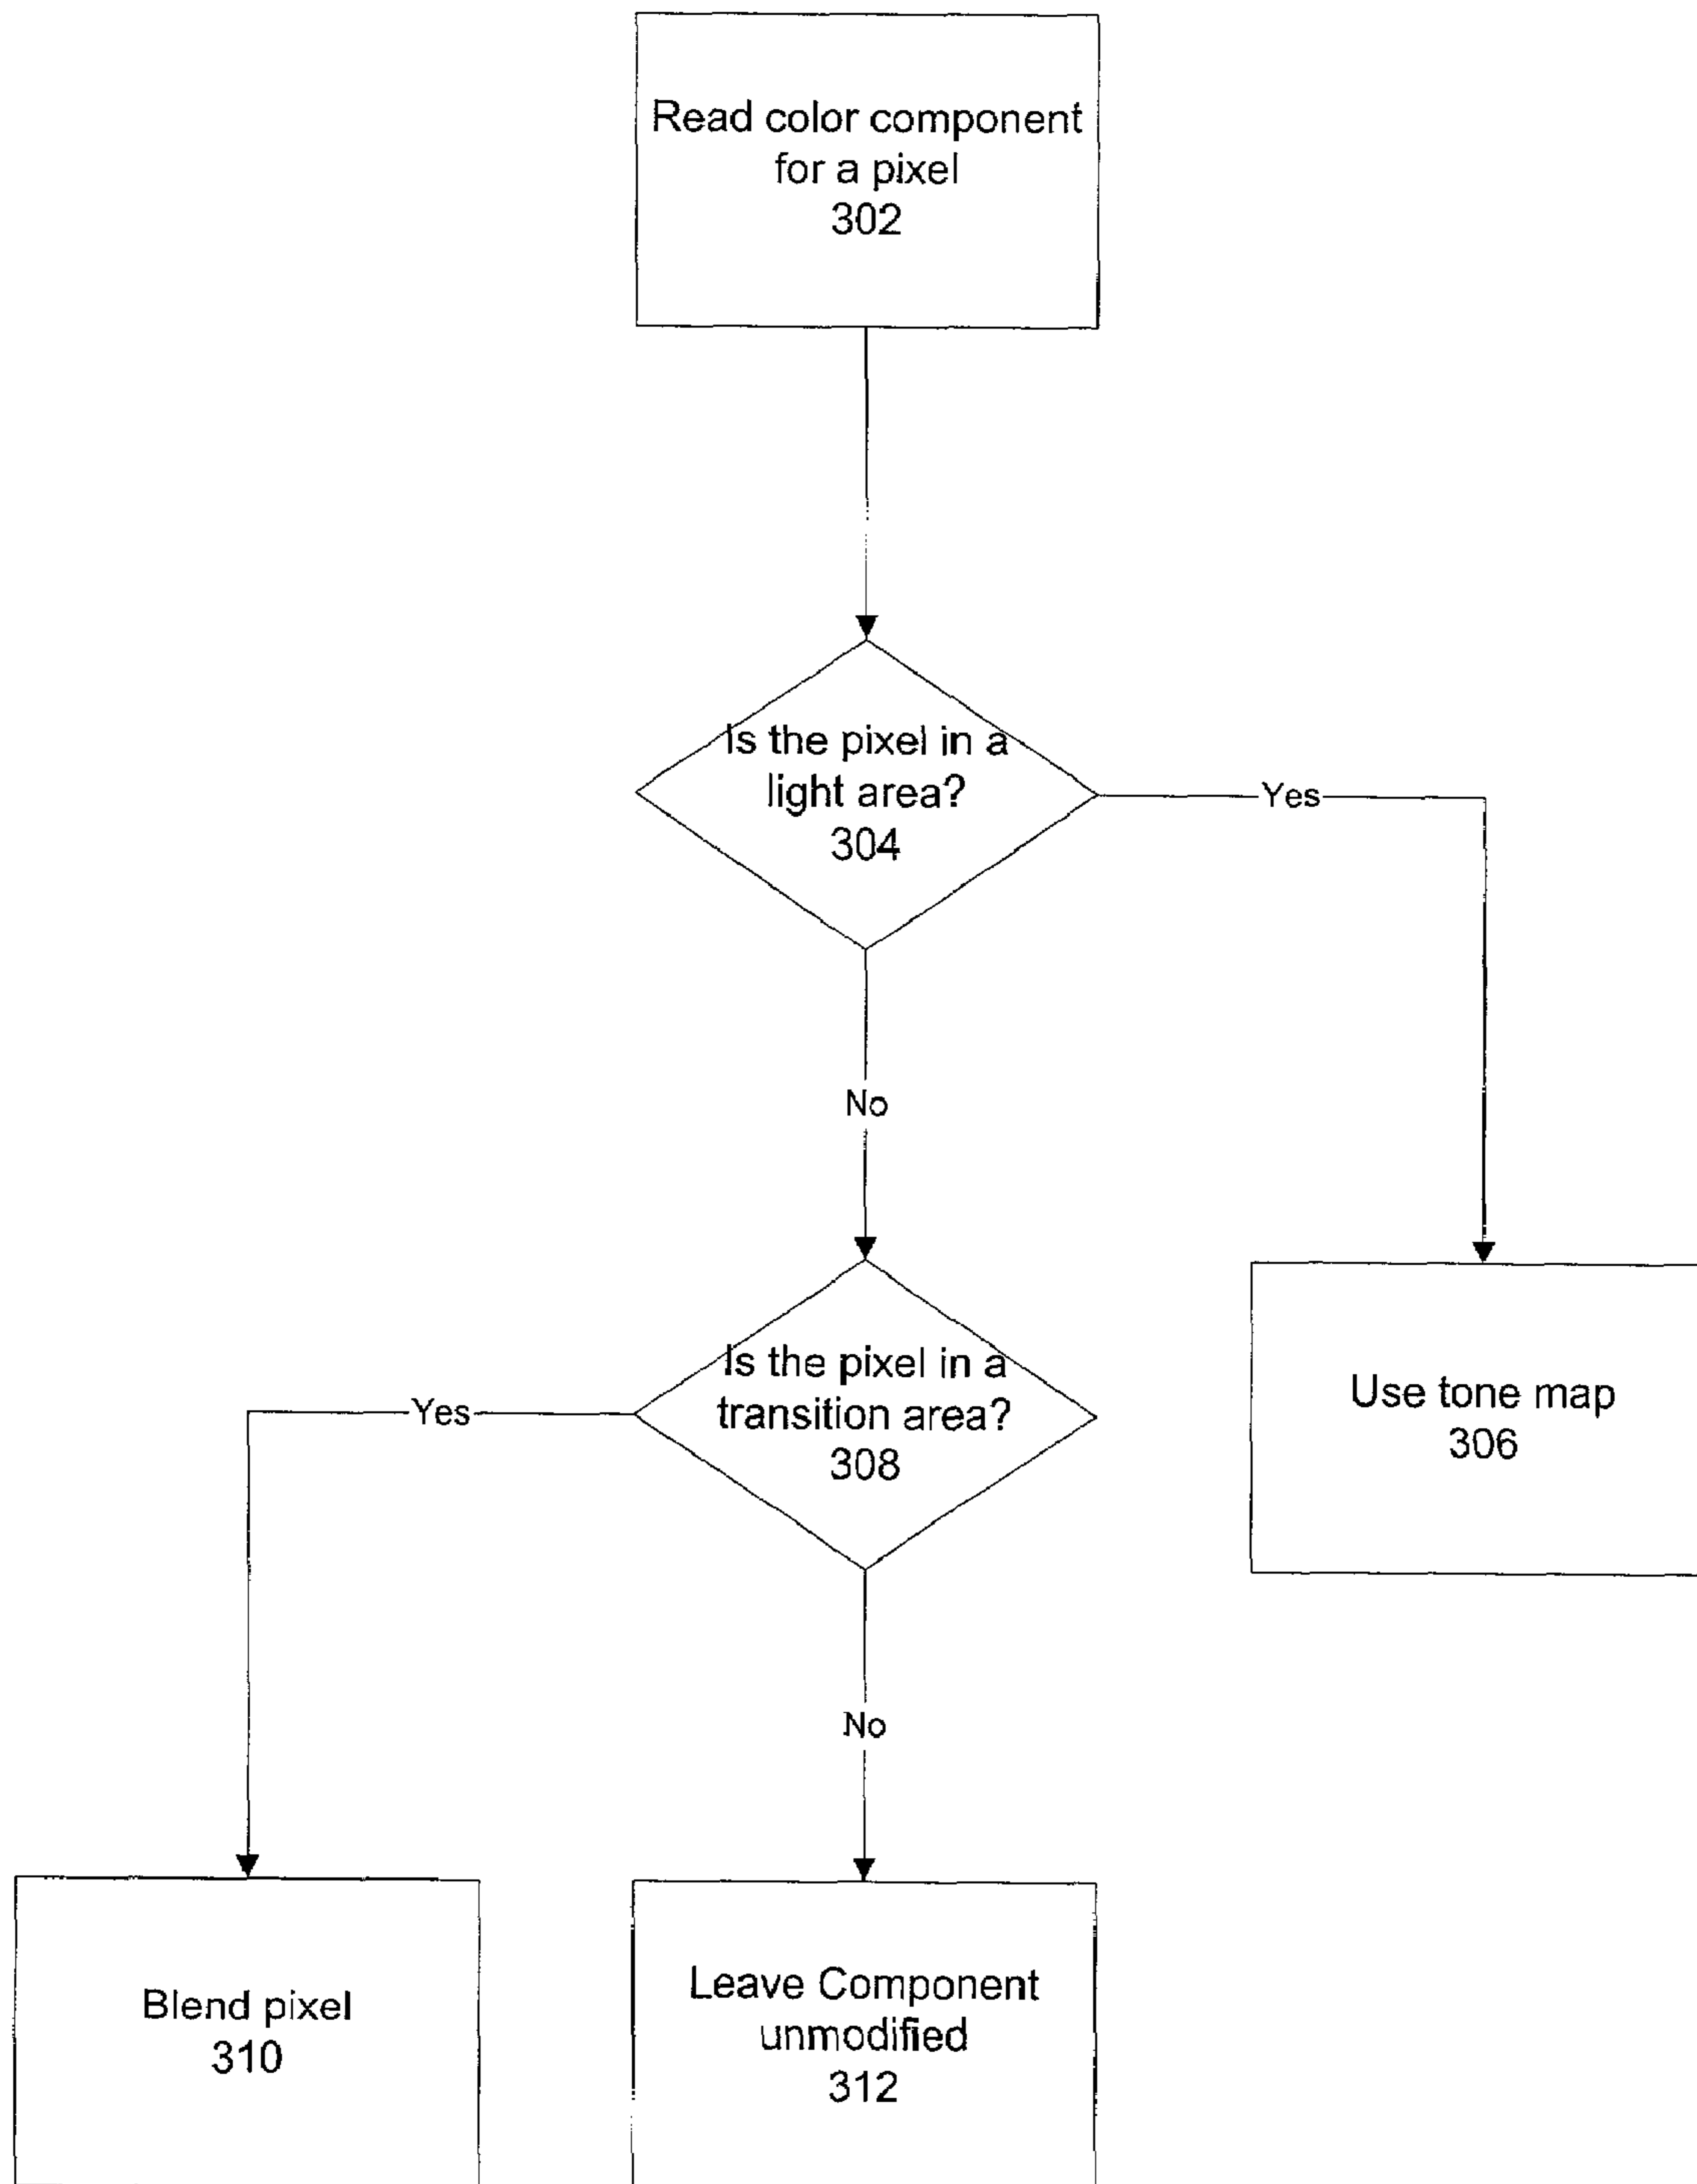 Read color component
for a pixel
302
Is the pixel in a
light area?
304
Yes
No
Is the pixel in a
transition area?
308
Yes
Use tone map
306
No
Blend pixel
310
Leave Component
unmodified
312